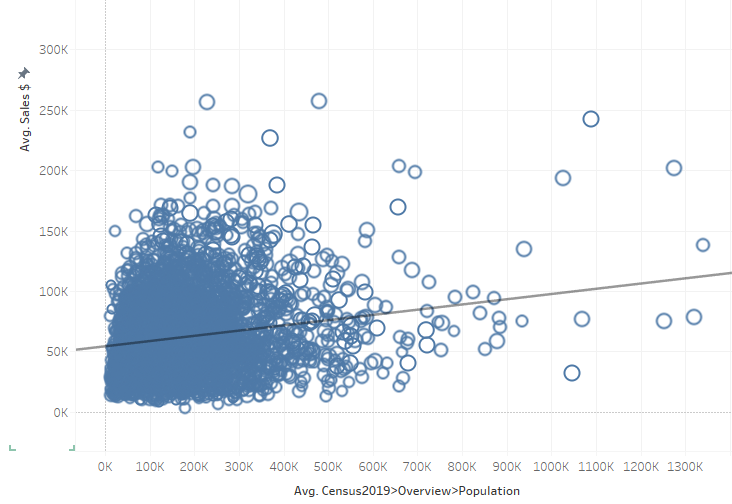 300K
250K
200K
150K
100K
50K
0K
Avg. Sales $
0K 100K 200K 300K 400K 500K 600K 700K 800K 900K 1000K 1100K 1200K 1300K
Avg. Census2019>Overview>Population